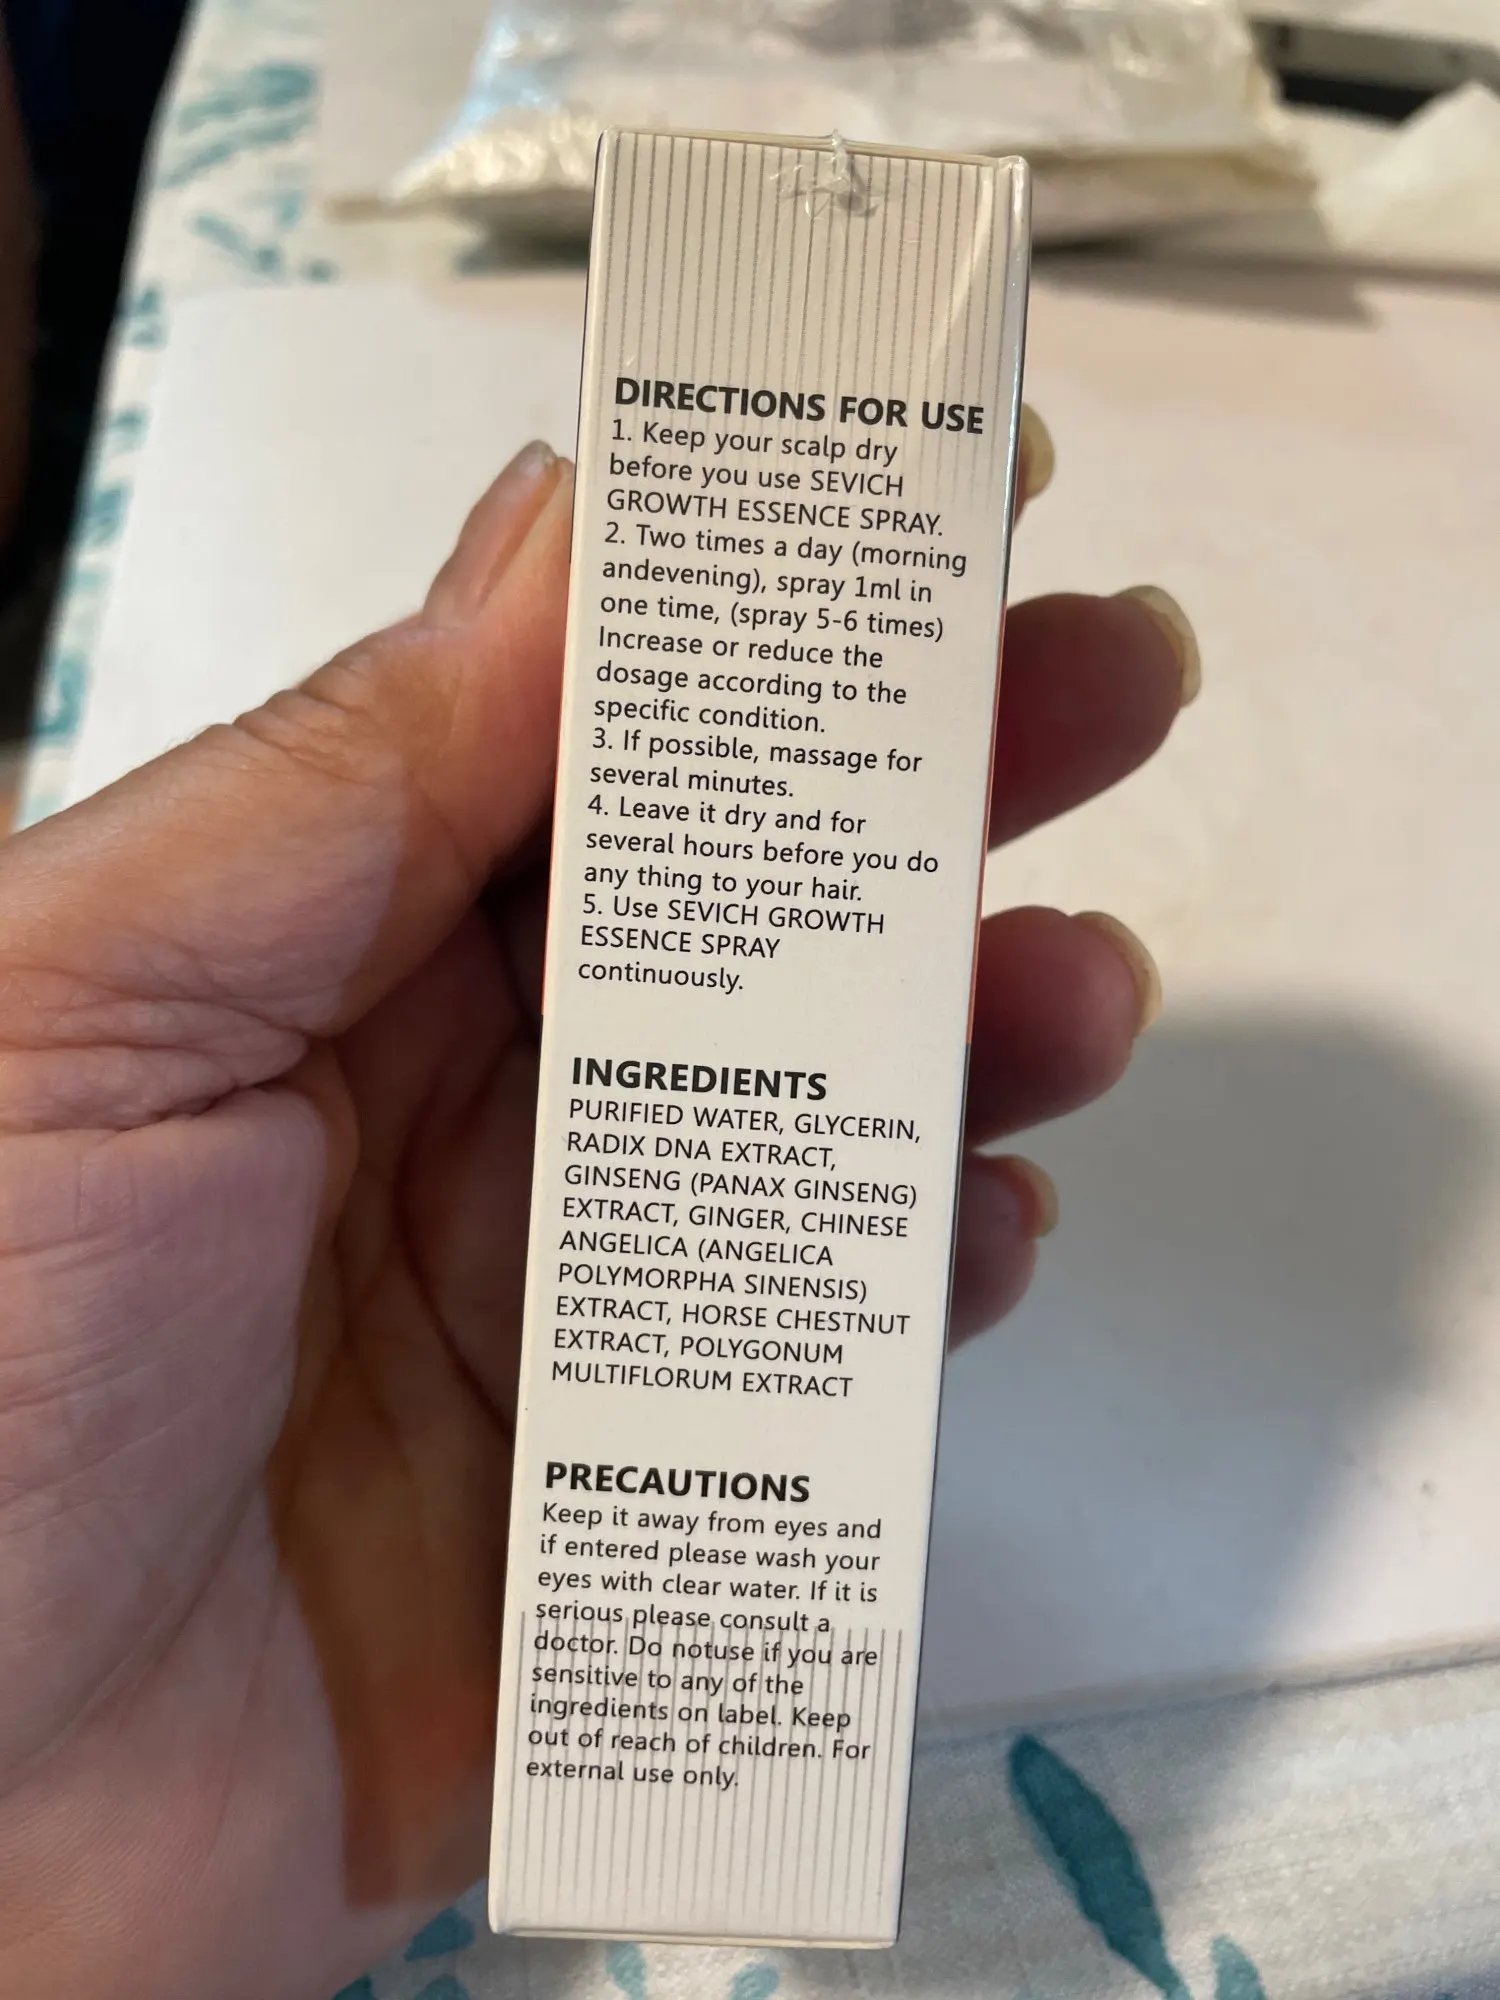 DIRECTIONS FOR USE
1. Keep your scalp dry
before you use SEVICH
GROWTH ESSENCE SPRAY.
2. Two times a day (morning
andevening), spray 1ml in
one time, (spray 5-6 times)
Increase or reduce the
dosage according to the
specific condition.
3. If possible, massage for
several minutes.
4. Leave it dry and for
several hours before you do
any thing to your hair.
5. Use SEVICH GROWTH
ESSENCE SPRAY
continuously.
INGREDIENTS
PURIFIED WATER, GLYCERIN,
RADIX DNA EXTRACT,
GINSENG (PANAX GINSENG)
EXTRACT, GINGER, CHINESE
ANGELICA (ANGELICA
POLYMORPHA SINENSIS)
EXTRACT, HORSE CHESTNUT
EXTRACT, POLYGONUM
MULTIFLORUM EXTRACT
PRECAUTIONS
Keep it away from eyes and
if entered please wash your
eyes with clear water. If it is
serious please consult a
doctor. Do notuse if you are
sensitive to any of the
ingredients on label. Keep
out of reach of children. For
external use only.